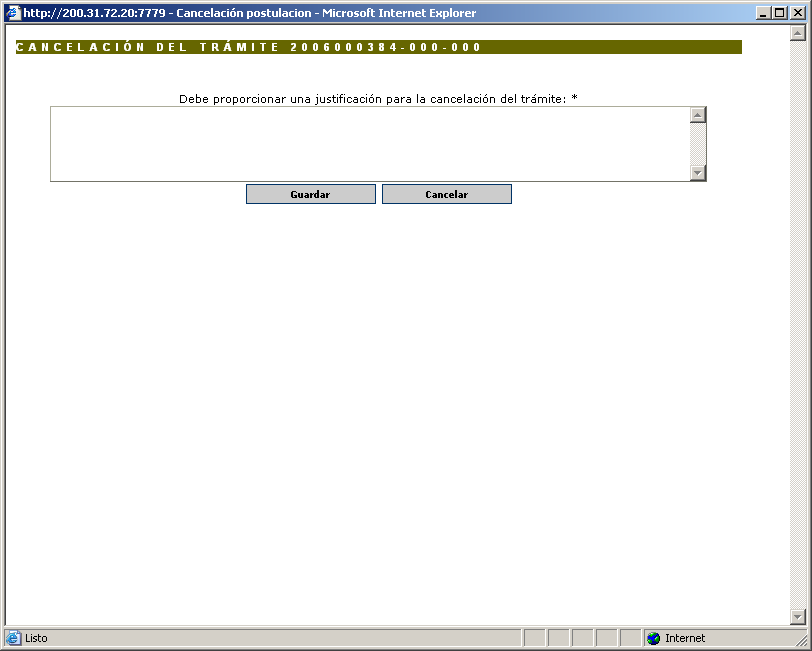 http://200.31.72.20:7779 - Cancelación postulacion - Microsoft Internet Explorer
CANCELACIÓN DEL TRÁMITE 2006000384-000-000
Debe proporcionar una justificación para la cancelación del trámite: *
Guardar Cancelar
Listo Internet